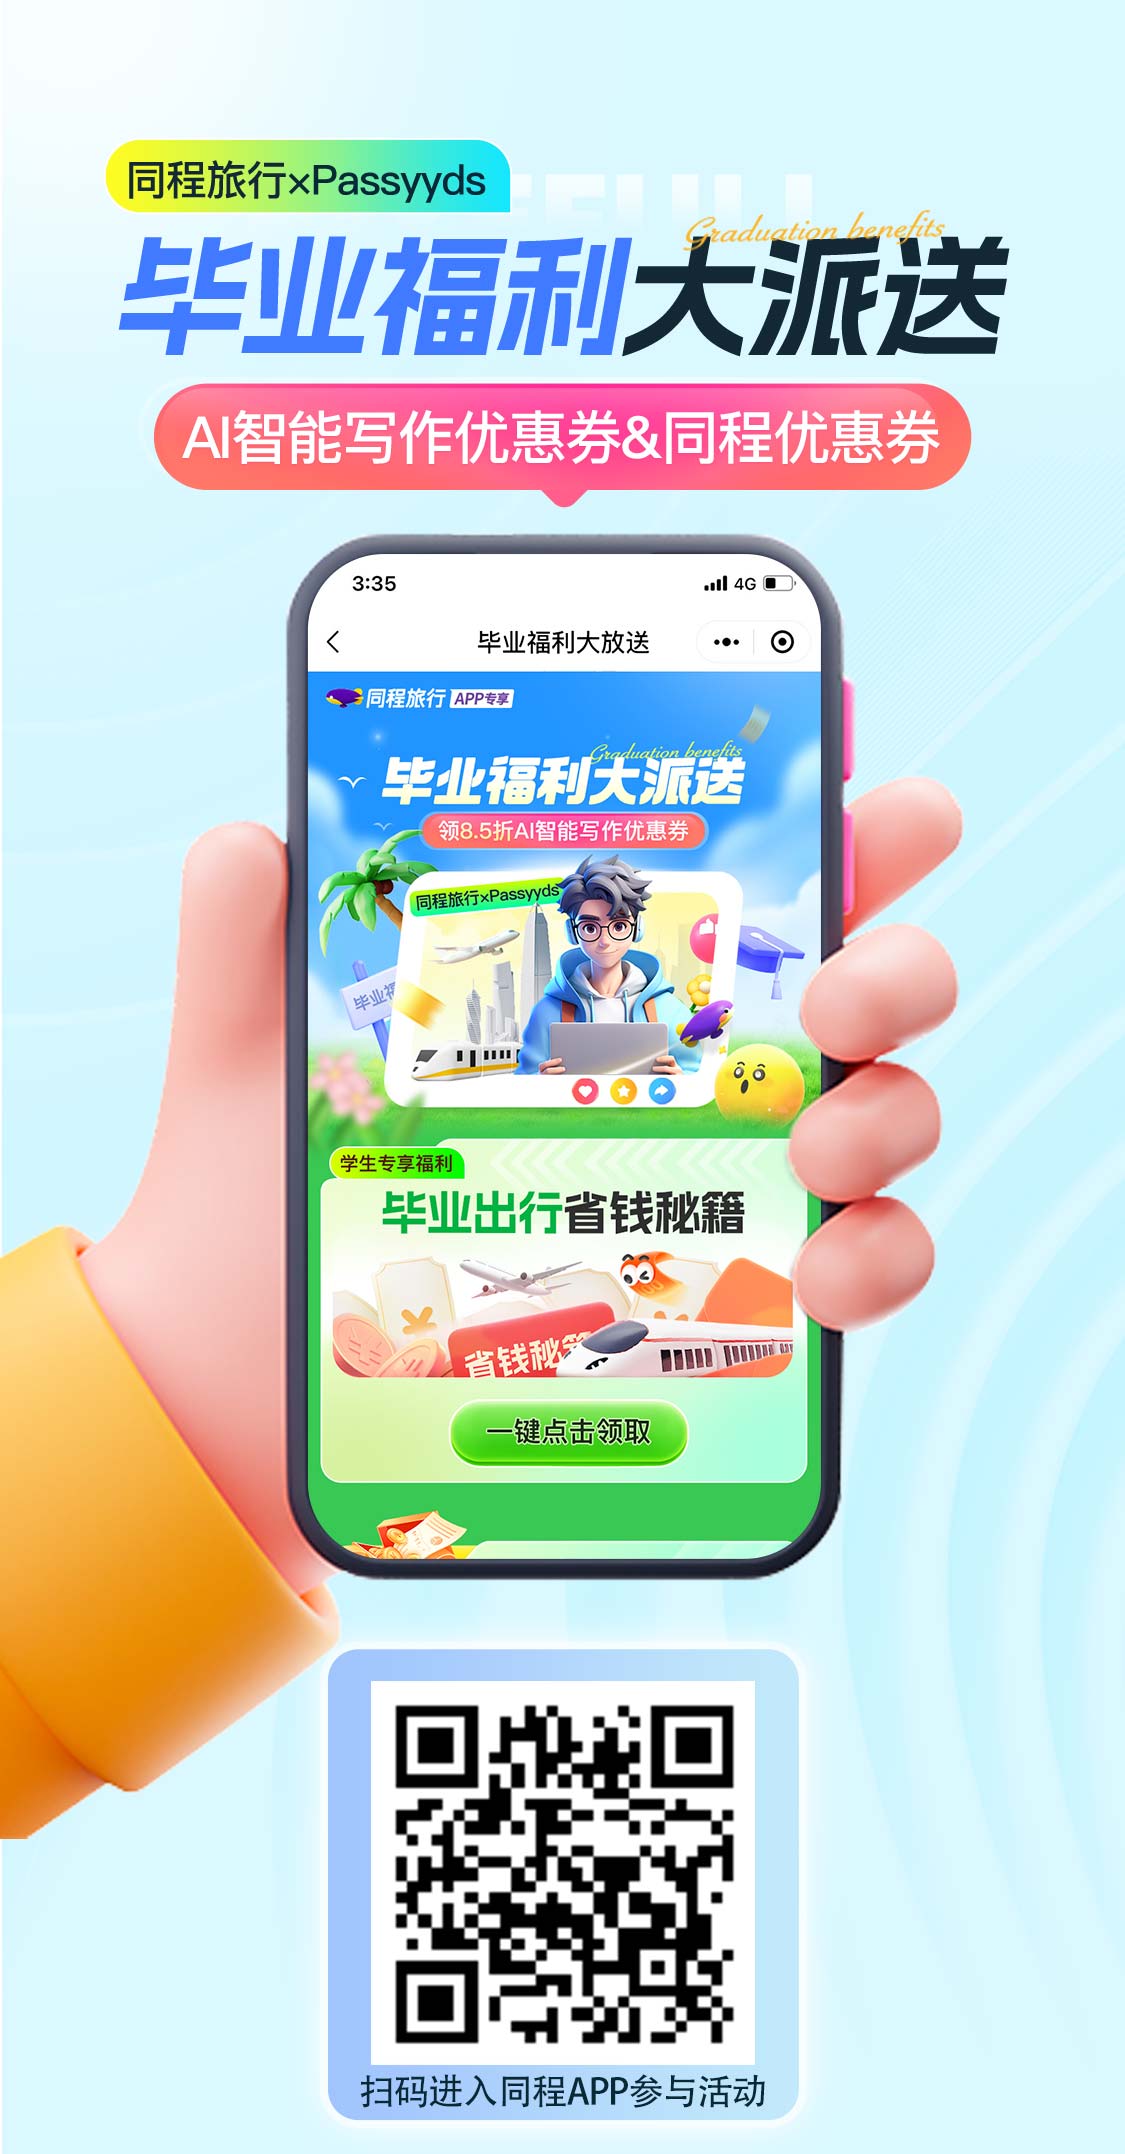 同程旅行×Passyyds
Graduation benefits
毕业福利大派送
AI智能写作优惠券&同程优惠券
3:35
4G
毕业福利大放送
同程旅行 APP专享
Graduation benefits
毕业福利大派送
领8.5折AI智能写作优惠券
同程旅行×Passyyds
毕业福
学生专享福利
毕业出行省钱秘籍
省钱秘籍
一键点击领取
扫码进入同程APP参与活动